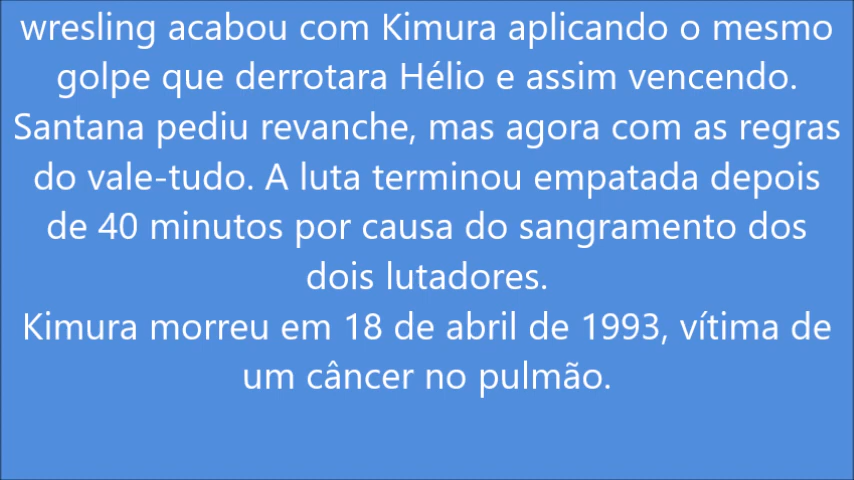 wresling acabou com Kimura aplicando o mesmo
golpe que derrotara Hélio e assim vencendo.
Santana pediu revanche, mas agora com as regras
do vale-tudo. A luta terminou empatada depois
de 40 minutos por causa do sangramento dos
dois lutadores.
Kimura morreu em 18 de abril de 1993, vítima de
um câncer no pulmão.